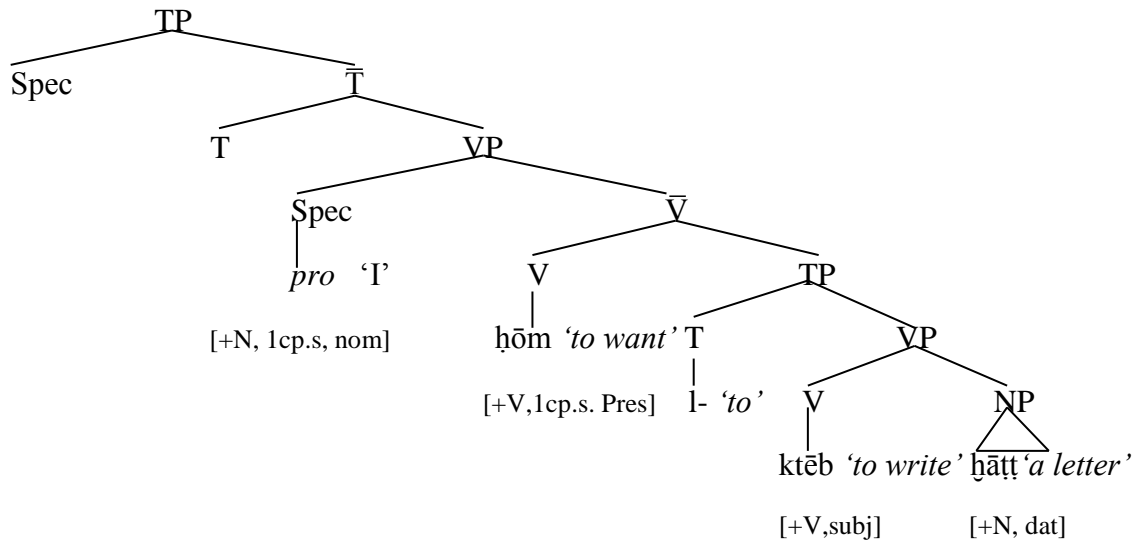 TP
Spec T̄
T VP
Spec V̄
pro ‘I’ V TP
[+N, 1cp.s, nom] ḥōm ‘to want’ T VP
[+V,1cp.s. Pres] l- ‘to’ V NP
ktēb ‘to write’ ḫāṭṭ ‘a letter’
[+V,subj] [+N, dat]